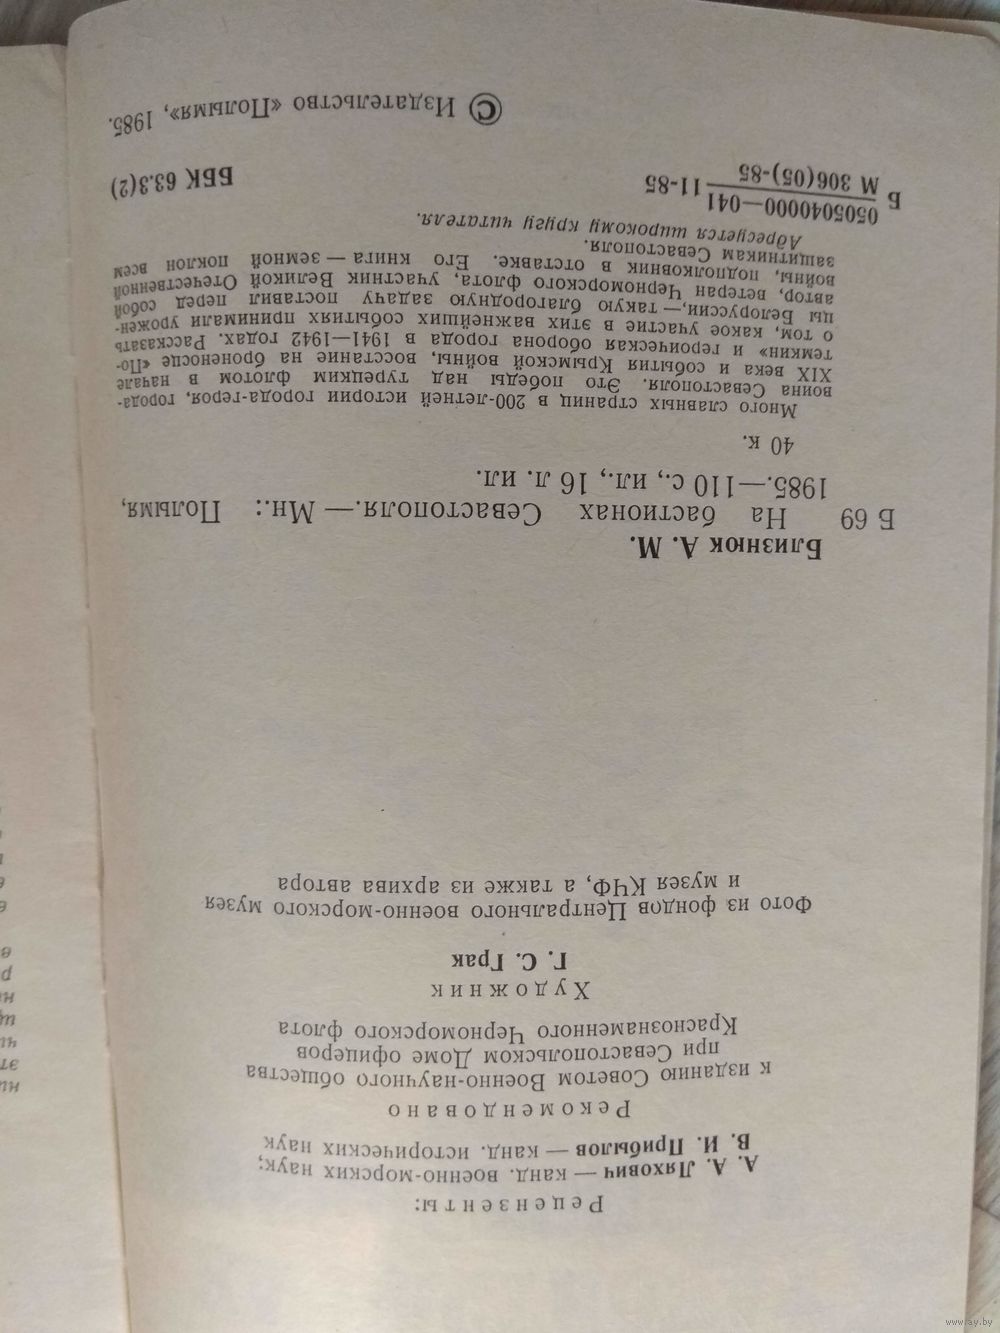 Рецензенты:
А. А. Ляхович — канд. военно-морских наук;
В. И. Прибылов — канд. исторических наук
Рекомендовано
к изданию Советом Военно-научного общества
при Севастопольском Доме офицеров
Краснознаменного Черноморского флота
Художник
Г. С. Грак
Фото из фондов Центрального военно-морского музея
и музея КЧФ, а также из архива автора
Близнюк А. М.
Б 69 На бастионах Севастополя.— Мн.: Полымя,
1985.—110 с., ил., 16 л. ил.
40 к.
Много славных страниц в 200-летней истории города-героя, города-
воина Севастополя. Это победы над турецким флотом в начале
XIX века и события Крымской войны, восстание на броненосце «По-
темкин» и героическая оборона города в 1941—1942 годах. Рассказать
о том, какое участие в этих важнейших событиях принимали урожен-
цы Белоруссии,— такую благородную задачу поставил перед собой
автор, ветеран Черноморского флота, участник Великой Отечественной
войны, подполковник в отставке. Его книга — земной поклон всем
защитникам Севастополя.
Адресуется широкому кругу читателя.
0505040000—041
Б 11-85
М 306(05)-85
ББК 63.3(2)
© Издательство «Полымя», 1985.
www.ay.by